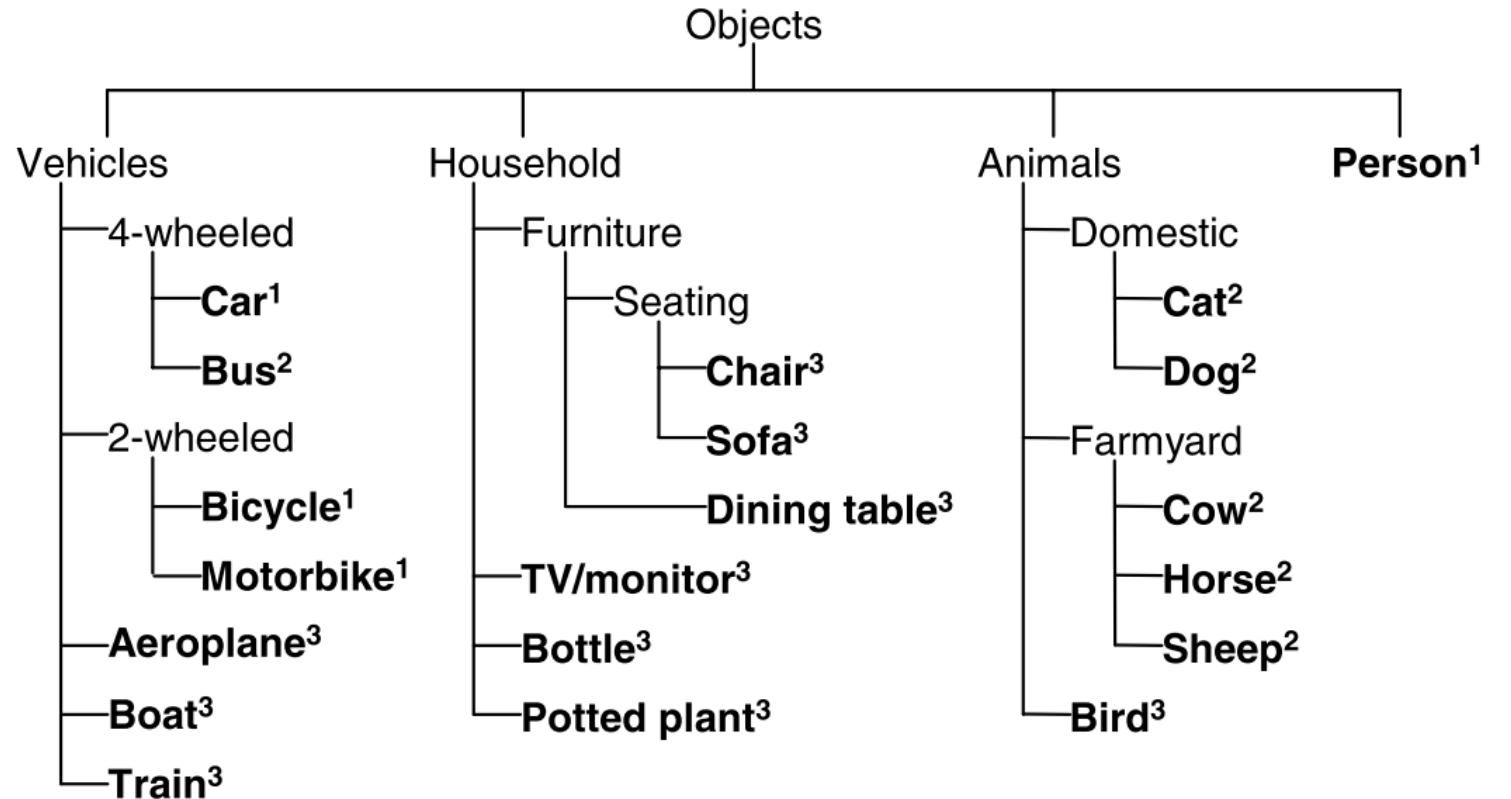 Objects
Vehicles
4-wheeled
Car¹
Bus²
2-wheeled
Bicycle¹
Motorbike¹
Aeroplane³
Boat³
Train³
Household
Furniture
Seating
Chair³
Sofa³
Dining table³
TV/monitor³
Bottle³
Potted plant³
Animals
Domestic
Cat²
Dog²
Farmyard
Cow²
Horse²
Sheep²
Bird³
Person¹